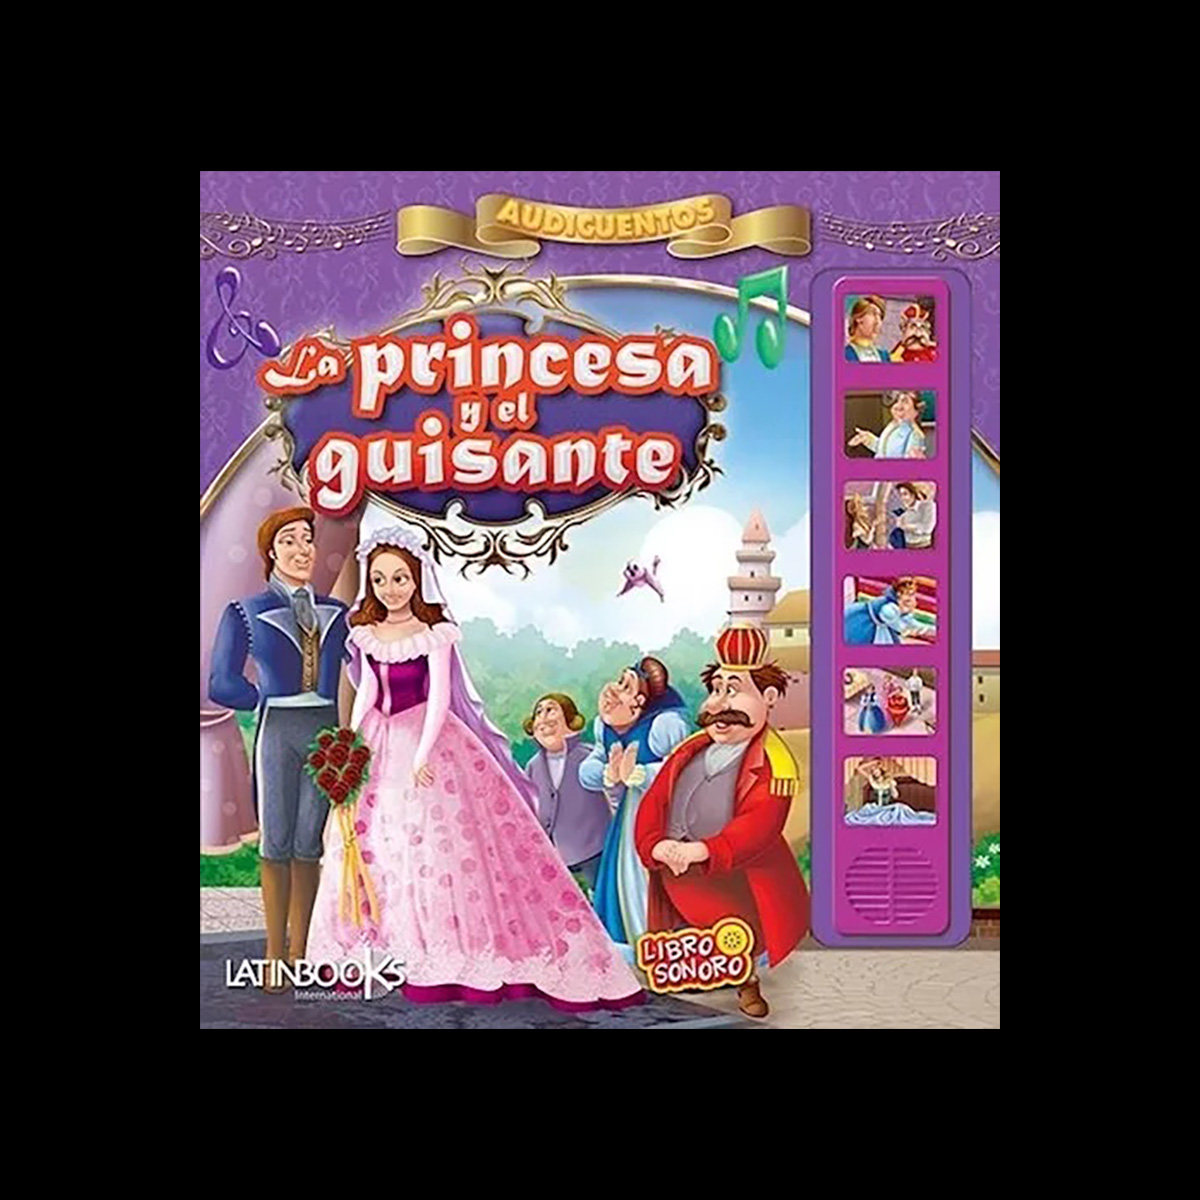 AUDICUENTOS
La princesa
y el
guisante
LIBRO
SONORO
LATINBOOKS
International